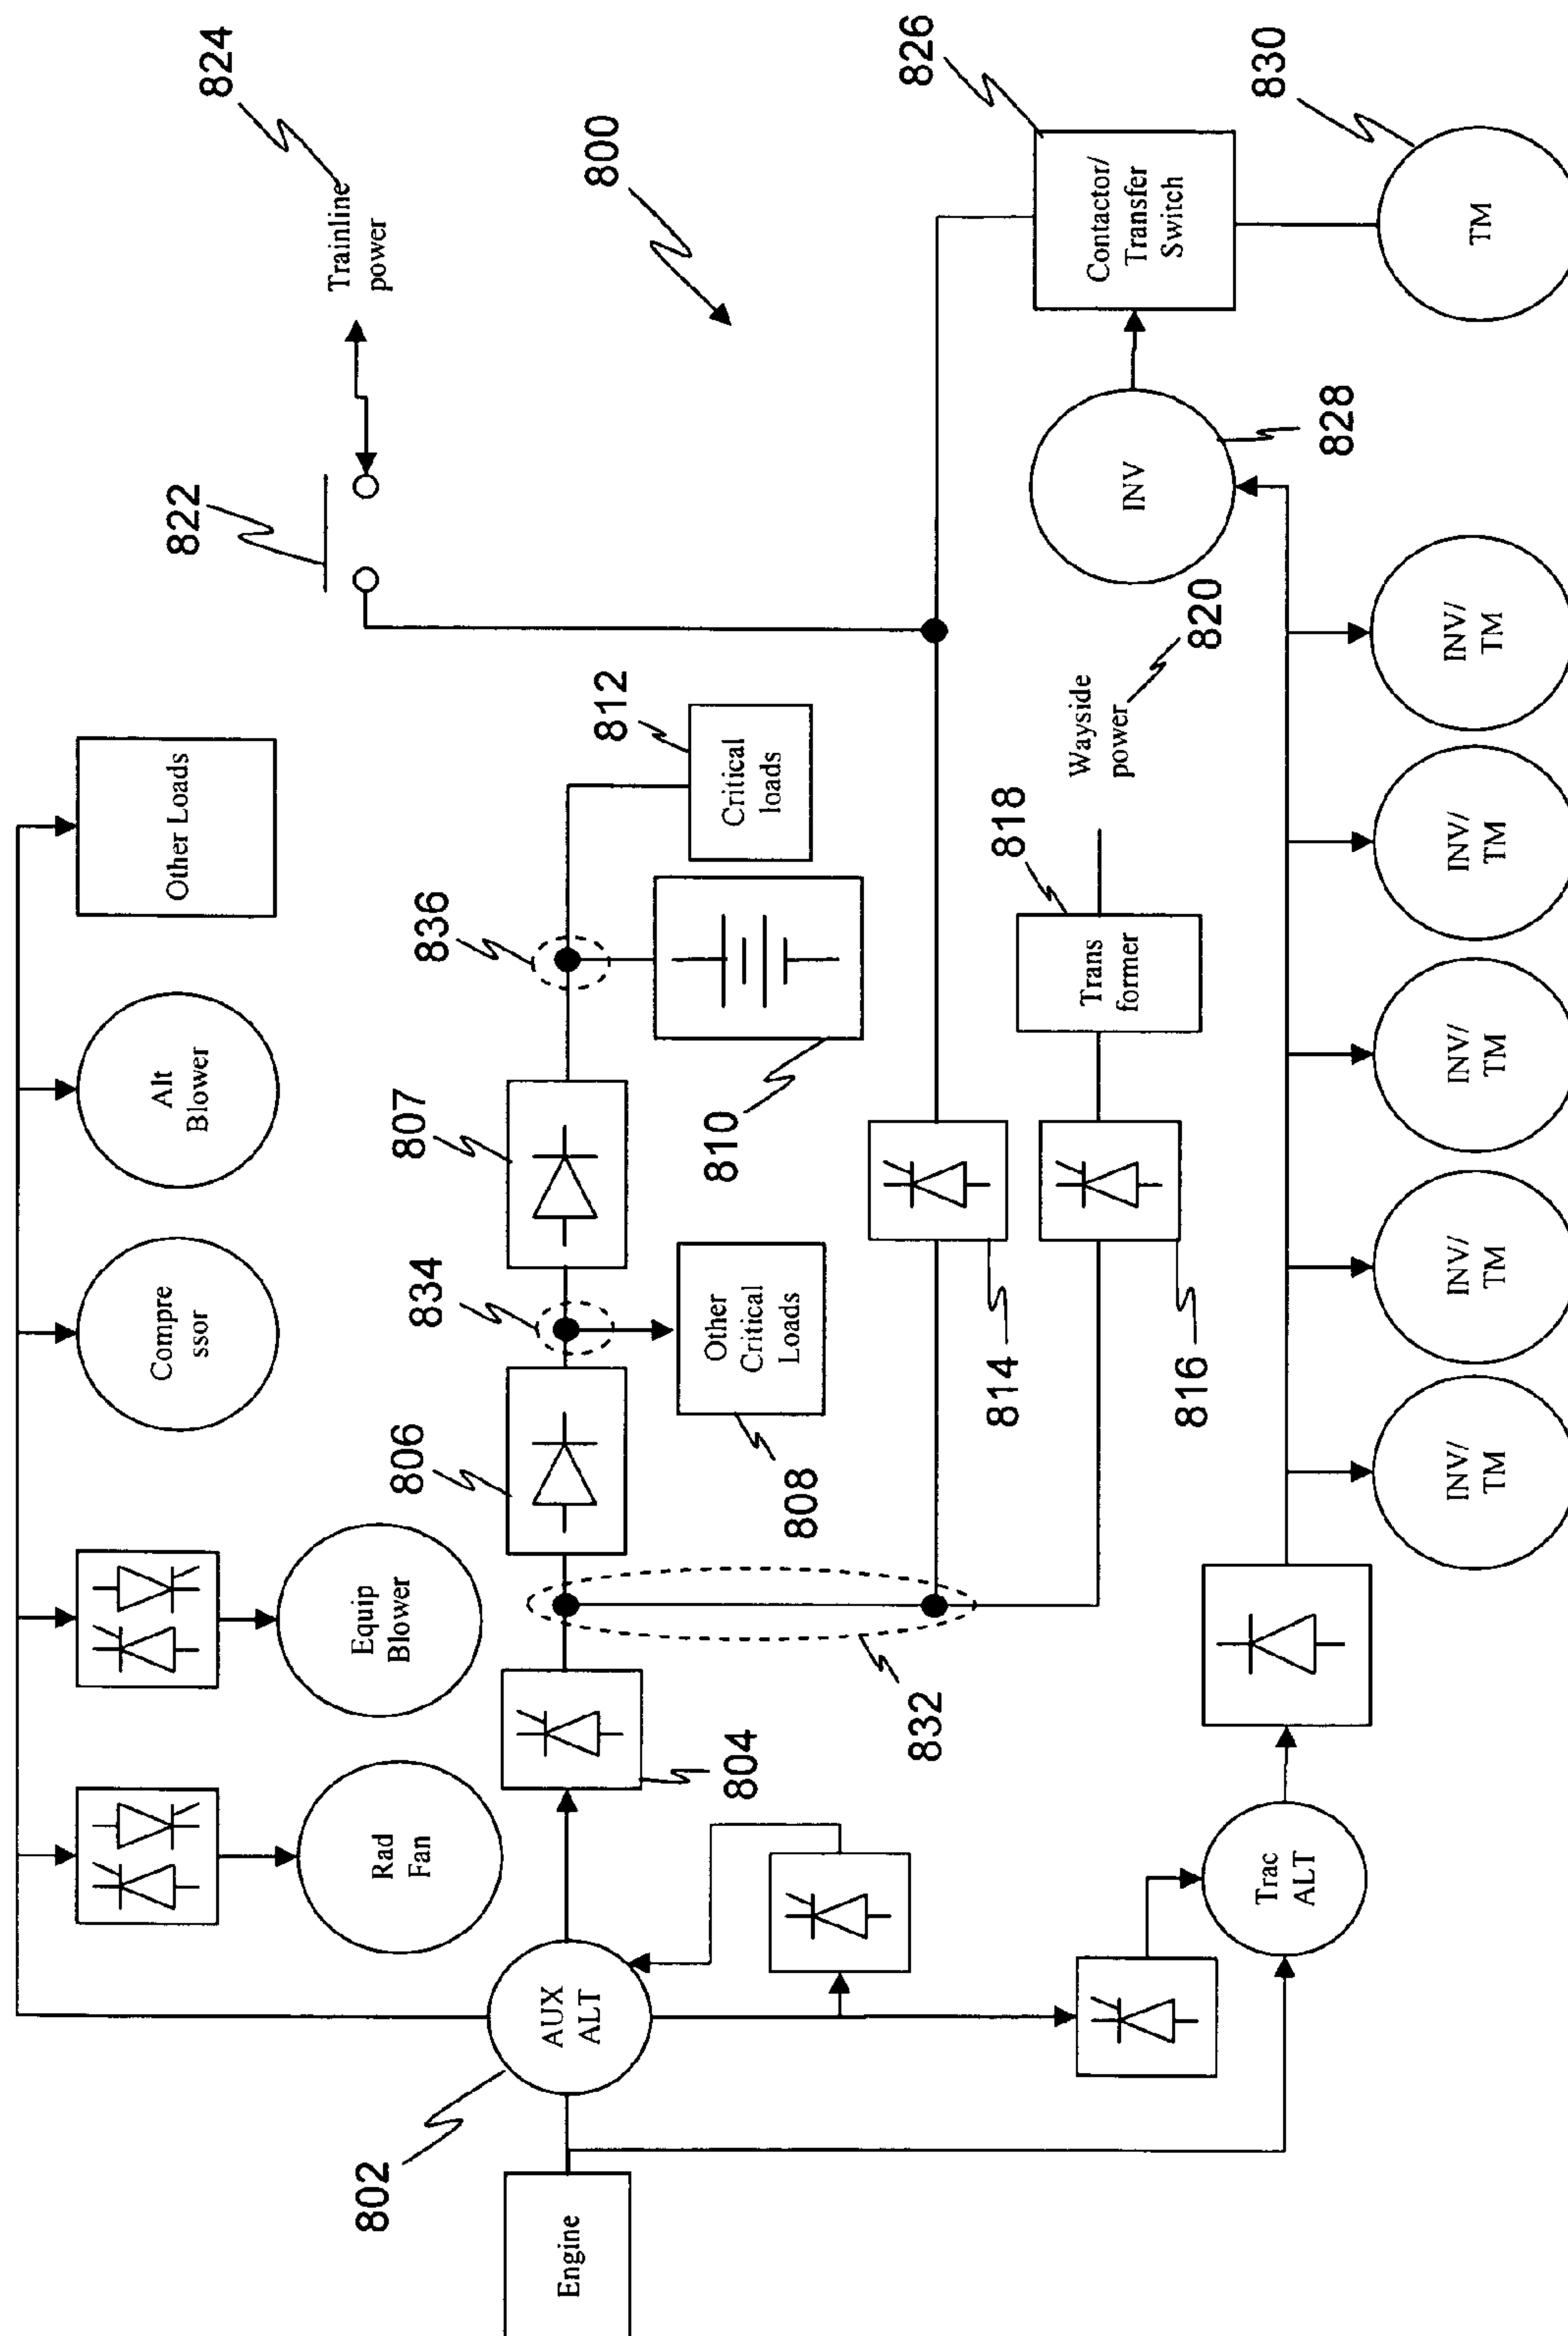 824
Trainline
power
822
800
826
Contactor/
Transfer
Switch
830
TM
INV
828
Other Loads
Alt
Blower
Compre
ssor
Equip
Blower
Rad
Fan
812
Critical
loads
836
810
807
834
Other
Critical
Loads
808
806
832
804
814
816
818
Trans
former
Wayside
power
820
AUX
ALT
802
Engine
Trac
ALT
INV/
TM
INV/
TM
INV/
TM
INV/
TM
INV/
TM